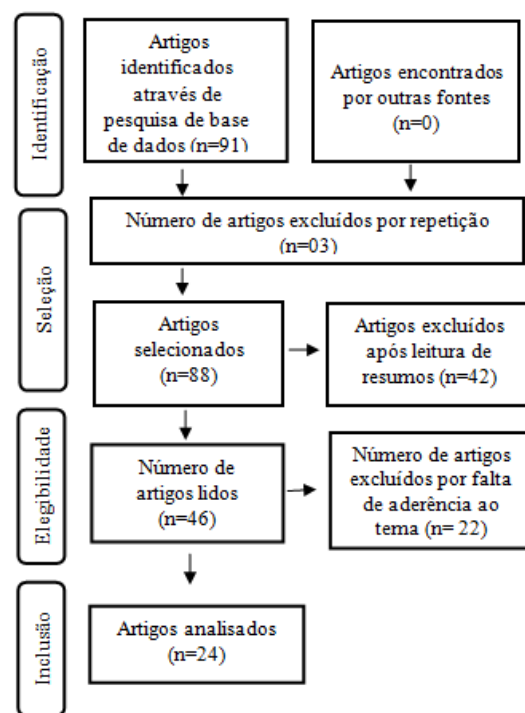 Identificação
Artigos
identificados
através de
pesquisa de base
de dados (n=91)
Artigos encontrados
por outras fontes
(n=0)
Seleção
Número de artigos excluídos por repetição
(n=03)
Artigos
selecionados
(n=88)
Artigos excluídos
após leitura de
resumos (n=42)
Elegibilidade
Número de
artigos lidos
(n=46)
Número de artigos
excluídos por falta
de aderência ao
tema (n= 22)
Inclusão
Artigos analisados
(n=24)